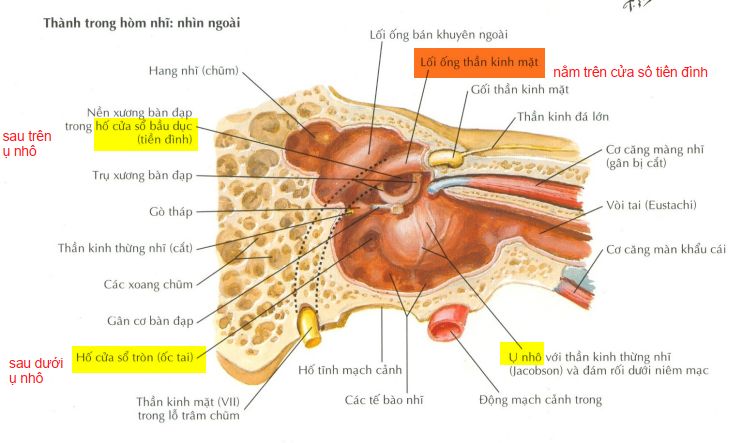 Thành trong hòm nhĩ: nhìn ngoài
Lối ống bán khuyên ngoài
Lối ống thần kinh mặt
nằm trên cửa sổ tiền đình
Hang nhĩ (chũm)
Gối thần kinh mặt
Nền xương bàn đạp
trong hố cửa sổ bầu dục
(tiền đình)
Thần kinh đá lớn
sau trên
ụ nhô
Cơ căng màng nhĩ
(gân bị cắt)
Trụ xương bàn đạp
Gò tháp
Vòi tai (Eustachi)
Thần kinh thừng nhĩ (cắt)
Cơ căng màn khẩu cái
Các xoang chũm
Gân cơ bàn đạp
sau dưới
ụ nhô
Hố cửa sổ tròn (ốc tai)
Hố tĩnh mạch cảnh
Ụ nhô với thần kinh thừng nhĩ
(Jacobson) và đám rối dưới niêm mạc
Thần kinh mặt (VII)
trong lỗ trâm chũm
Các tế bào nhĩ
Động mạch cảnh trong